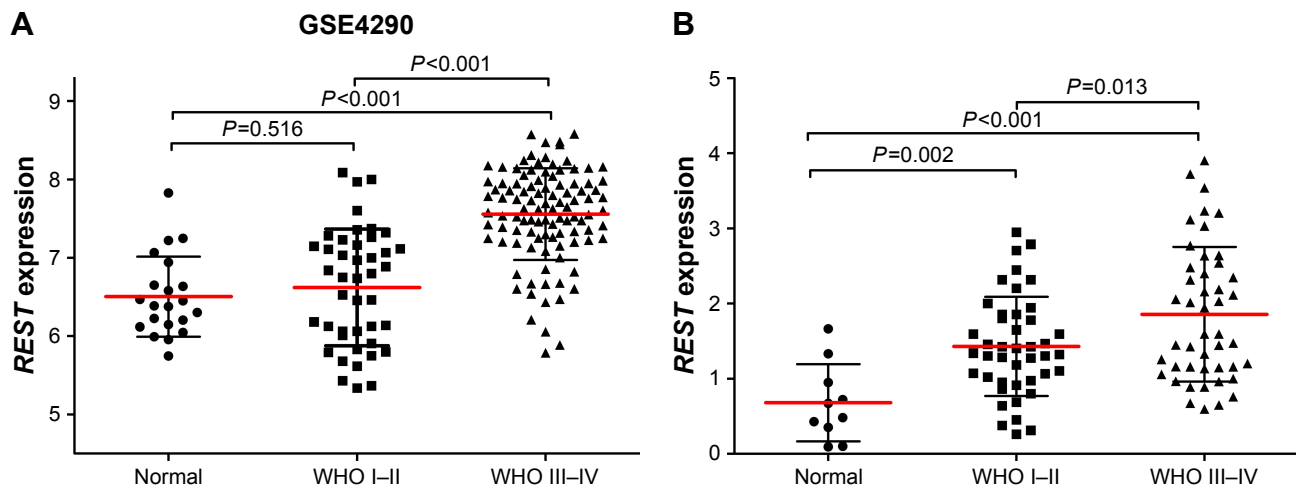 A
GSE4290
REST expression
9
8
7
6
5
P<0.001
P<0.001
P=0.516
Normal
WHO I–II
WHO III–IV
B
REST expression
5
4
3
2
1
0
P=0.013
P<0.001
P=0.002
Normal
WHO I–II
WHO III–IV